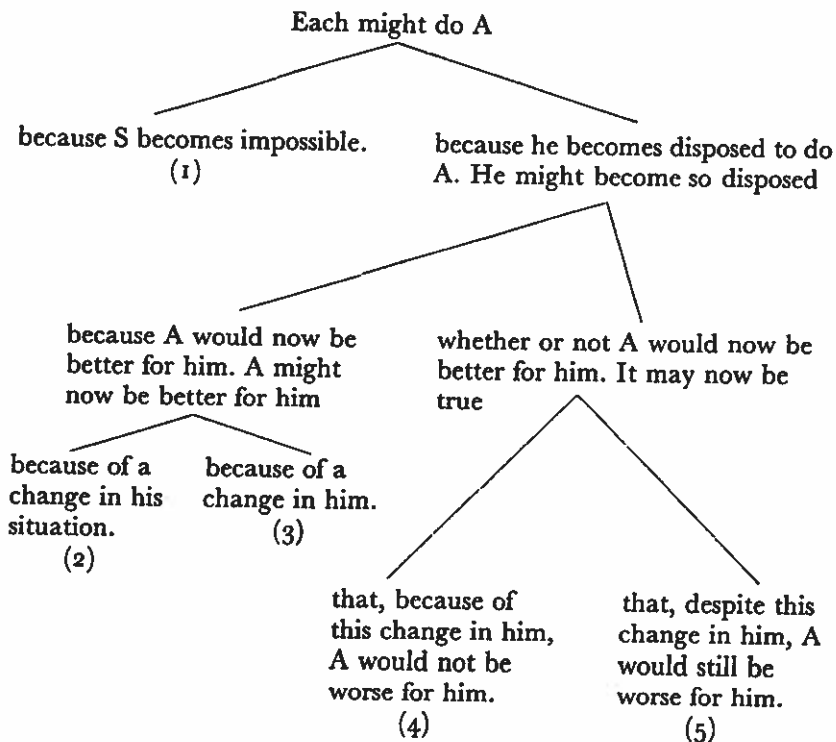 Each might do A
because S becomes impossible.
(1)
because he becomes disposed to do
A. He might become so disposed
because A would now be
better for him. A might
now be better for him
whether or not A would now be
better for him. It may now be
true
because of a
change in his
situation.
(2)
because of a
change in him.
(3)
that, because of
this change in him,
A would not be
worse for him.
(4)
that, despite this
change in him, A
would still be
worse for him.
(5)